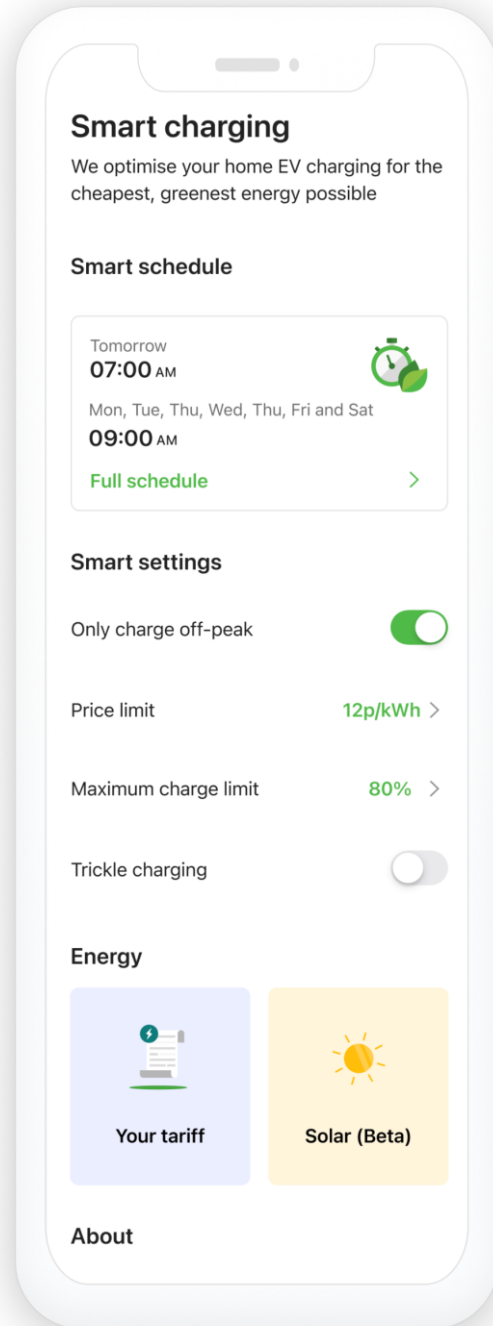 Smart charging
We optimise your home EV charging for the
cheapest, greenest energy possible
Smart schedule
Tomorrow
07:00 AM
Mon, Tue, Thu, Wed, Thu, Fri and Sat
09:00 AM
Full schedule
Smart settings
Only charge off-peak
Price limit 12p/kWh
Maximum charge limit 80%
Trickle charging
Energy
Your tariff Solar (Beta)
About